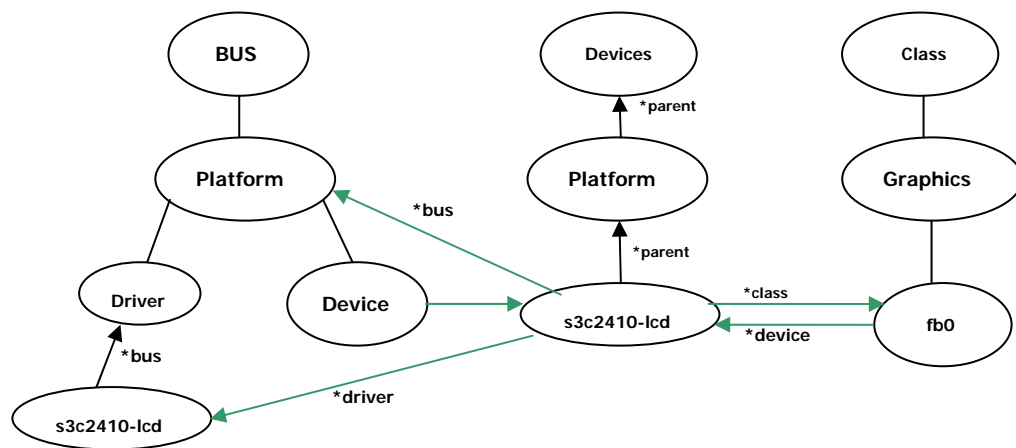 BUS
Devices
Class
*parent
Platform
Platform
Graphics
*bus
*parent
Driver
Device
s3c2410-lcd
*class
*device
fb0
*bus
*driver
s3c2410-lcd